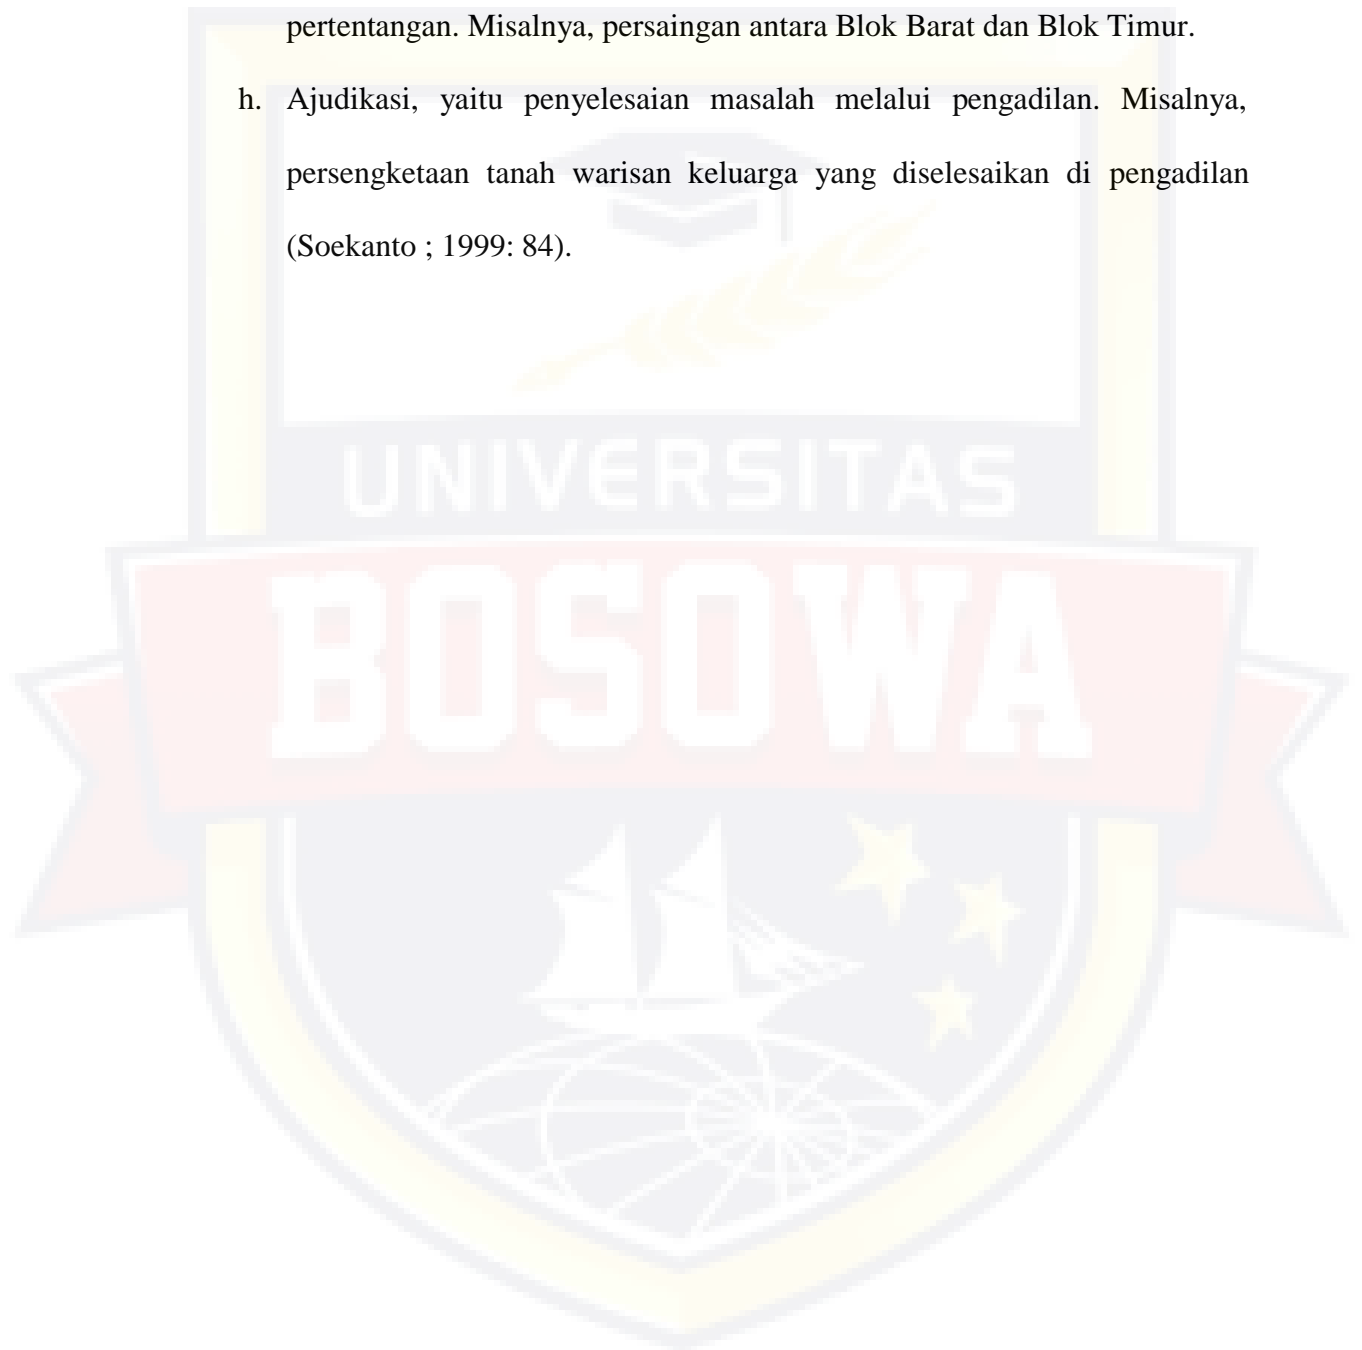 pertentangan. Misalnya, persaingan antara Blok Barat dan Blok Timur.
h. Ajudikasi, yaitu penyelesaian masalah melalui pengadilan. Misalnya,
persengketaan tanah warisan keluarga yang diselesaikan di pengadilan
(Soekanto ; 1999: 84).
UNIVERSITAS
BOSOWA